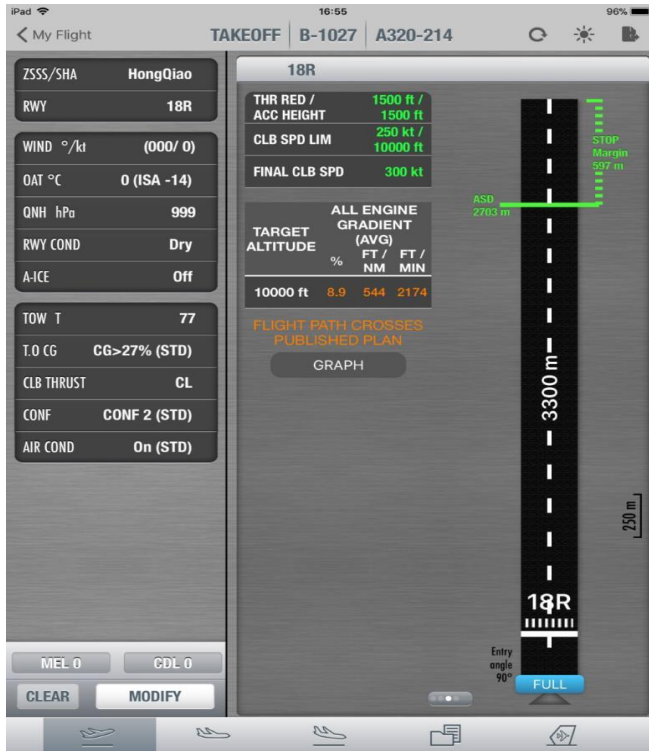 iPad 16:55 96%
My Flight TAKEOFF B-1027 A320-214
ZSSS/SHA HongQiao
RWY 18R
WIND °/kt (000/ 0)
OAT °C 0 (ISA -14)
QNH hPa 999
RWY COND Dry
A-ICE Off
TOW T 77
T.O CG CG>27% (STD)
CLB THRUST CL
CONF CONF 2 (STD)
AIR COND On (STD)
MEL 0 CDL 0
CLEAR MODIFY
18R
THR RED / 1500 ft /
ACC HEIGHT 1500 ft
CLB SPD LIM 250 kt /
10000 ft
FINAL CLB SPD 300 kt
TARGET
ALTITUDE
ALL ENGINE
GRADIENT
(AVG)
% FT / FT /
NM MIN
10000 ft 8.9 544 2174
FLIGHT PATH CROSSES
PUBLISHED PLAN
GRAPH
STOP
Margin
597 m
ASD
2703 m
3300 m
250 m
18R
Entry
angle
90°
FULL